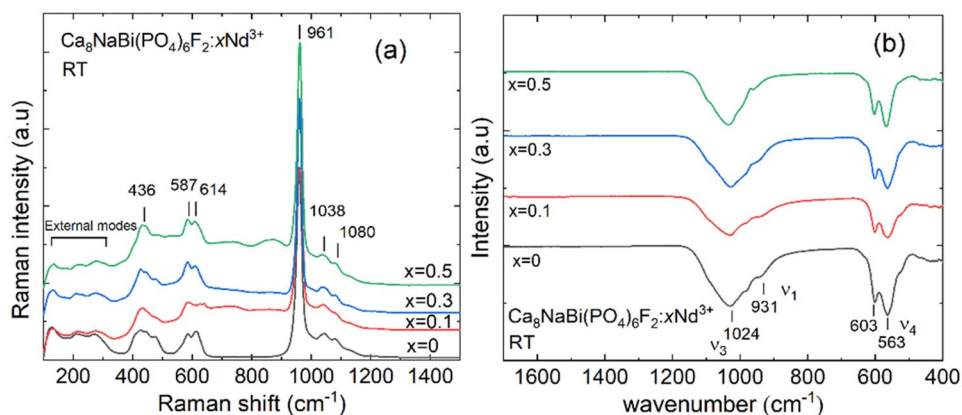 Ca₈NaBi(PO₄)₆F₂:xNd³⁺
RT
961
(a)
436
587
614
External modes
1038
1080
x=0.5
x=0.3
x=0.1
x=0
Raman intensity (a.u)
200 400 600 800 1000 1200 1400
Raman shift (cm⁻¹)
(b)
x=0.5
x=0.3
x=0.1
x=0
ν₁
931
1024
ν₃
603
ν₄
563
Ca₈NaBi(PO₄)₆F₂:xNd³⁺
RT
Intensity (a.u)
1600 1400 1200 1000 800 600 400
wavenumber (cm⁻¹)